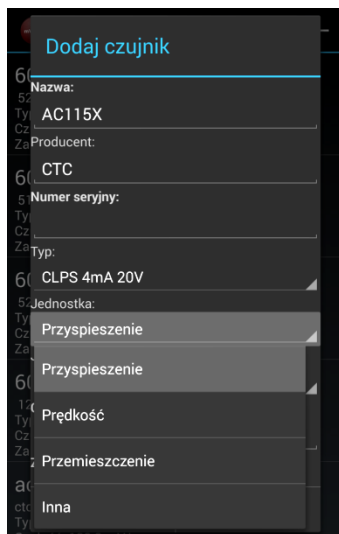 Dodaj czujnik
Nazwa:
AC115X
Producent:
CTC
Numer seryjny:
Typ:
CLPS 4mA 20V
Jednostka:
Przyspieszenie
Przyspieszenie
Prędkość
Przemieszczenie
Inna